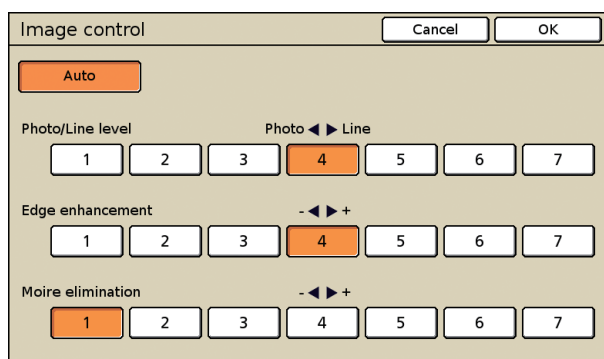 Image control Cancel OK
Auto
Photo/Line level Photo ◀ ▶ Line
1 2 3 4 5 6 7
Edge enhancement - ◀ ▶ +
1 2 3 4 5 6 7
Moire elimination - ◀ ▶ +
1 2 3 4 5 6 7